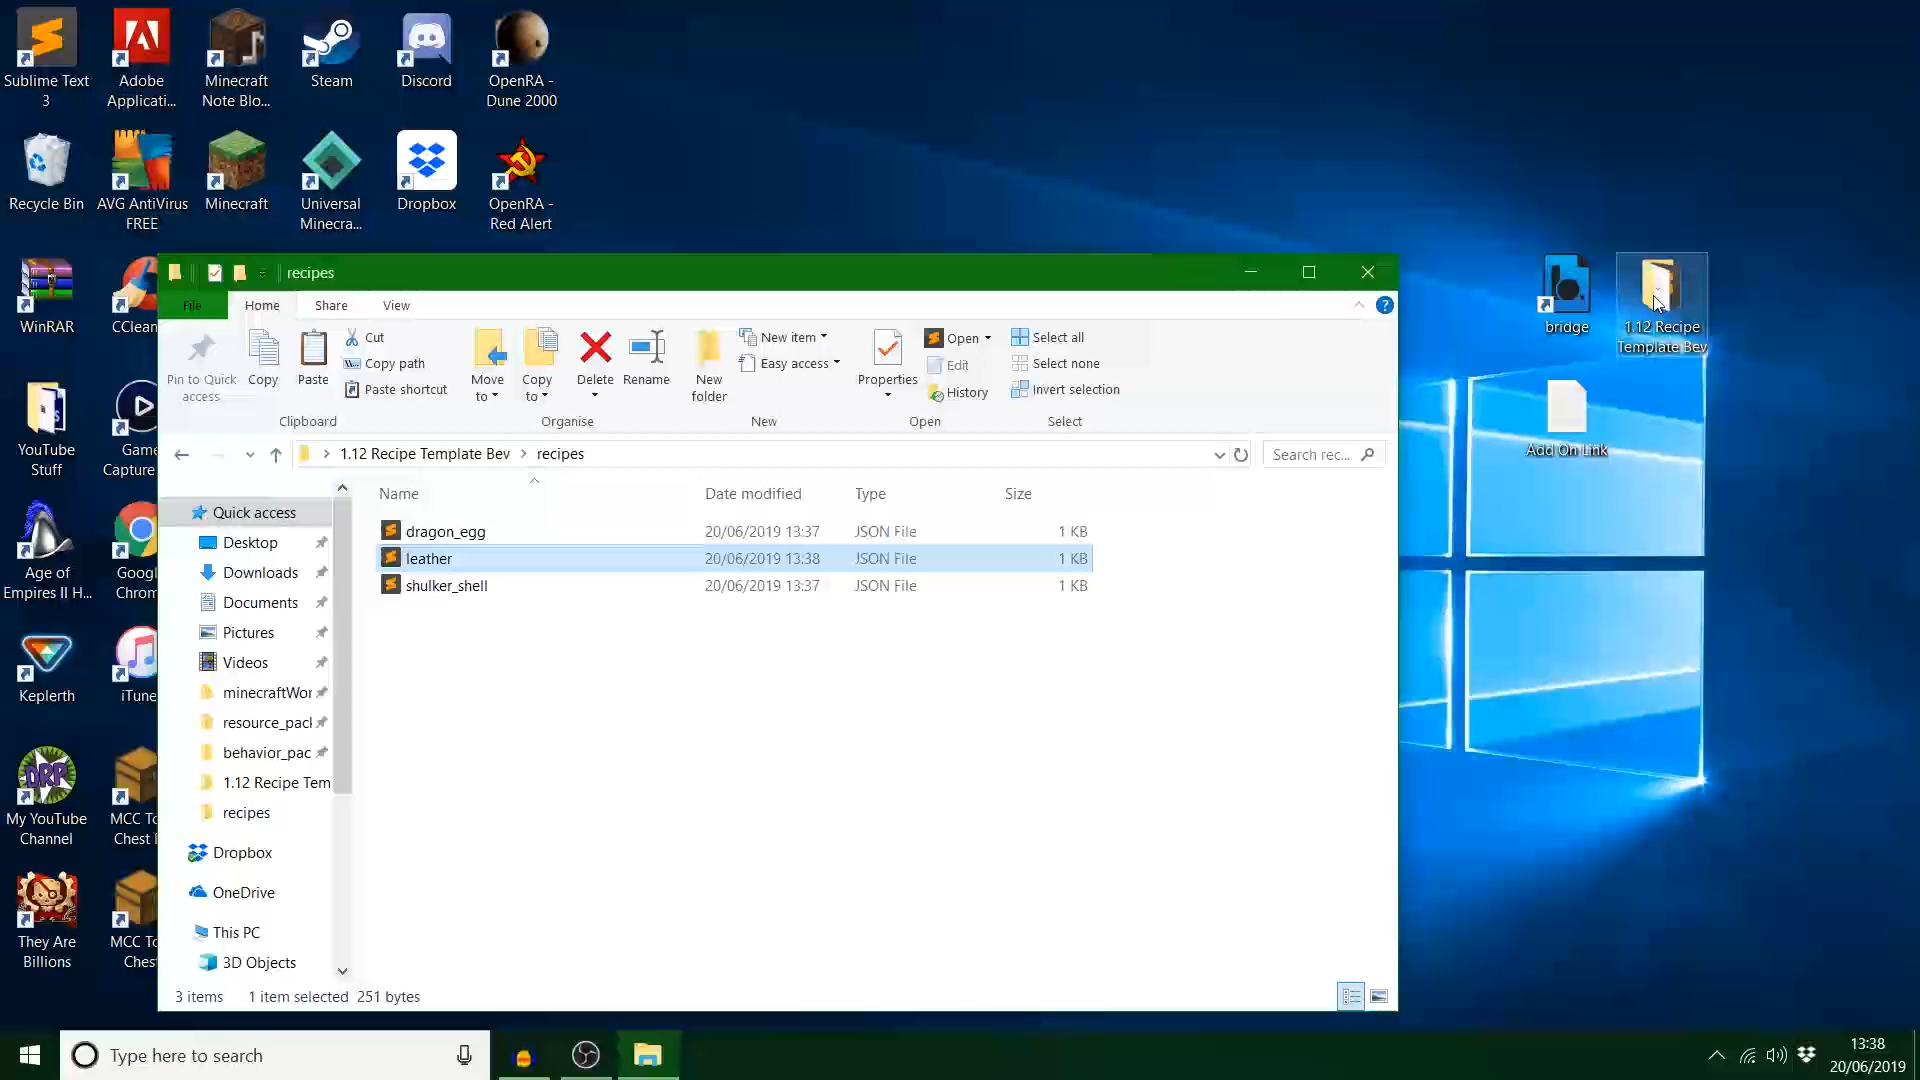 Sublime Text
3
Adobe
Applicati...
Minecraft
Note Blo...
Steam
Discord
OpenRA -
Dune 2000
Recycle Bin
AVG AntiVirus
FREE
Minecraft
Universal
Minecra...
Dropbox
OpenRA -
Red Alert
WinRAR
CClean
YouTube
Stuff
Game
Capture
Age of
Empires II H...
Googl
Chrom
Keplerth
iTune
My YouTube
Channel
MCC To
Chest
They Are
Billions
MCC To
Chest
bridge
1.12 Recipe
Template Bev
Add On Link
recipes
File
Home
Share
View
Pin to Quick
access
Copy
Paste
Cut
Copy path
Paste shortcut
Clipboard
Move
to
Copy
to
Delete
Rename
Organise
New
folder
New item
Easy access
New
Properties
Open
Edit
History
Open
Select all
Select none
Invert selection
Select
1.12 Recipe Template Bev
recipes
Search rec...
Name
Date modified
Type
Size
dragon_egg 20/06/2019 13:37 JSON File 1 KB
leather 20/06/2019 13:38 JSON File 1 KB
shulker_shell 20/06/2019 13:37 JSON File 1 KB
Quick access
Desktop
Downloads
Documents
Pictures
Videos
minecraftWor
resource_pack
behavior_pac
1.12 Recipe Tem
recipes
Dropbox
OneDrive
This PC
3D Objects
3 items 1 item selected 251 bytes
Type here to search
13:38
20/06/2019